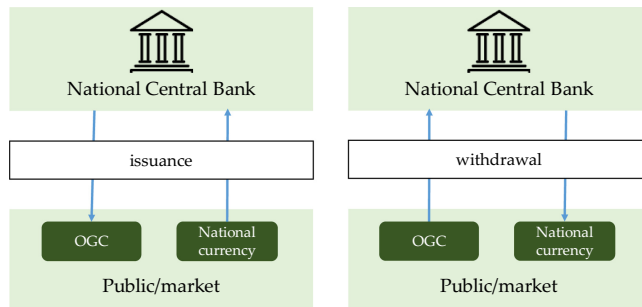 National Central Bank
issuance
OGC
National
currency
Public/market
National Central Bank
withdrawal
OGC
National
currency
Public/market